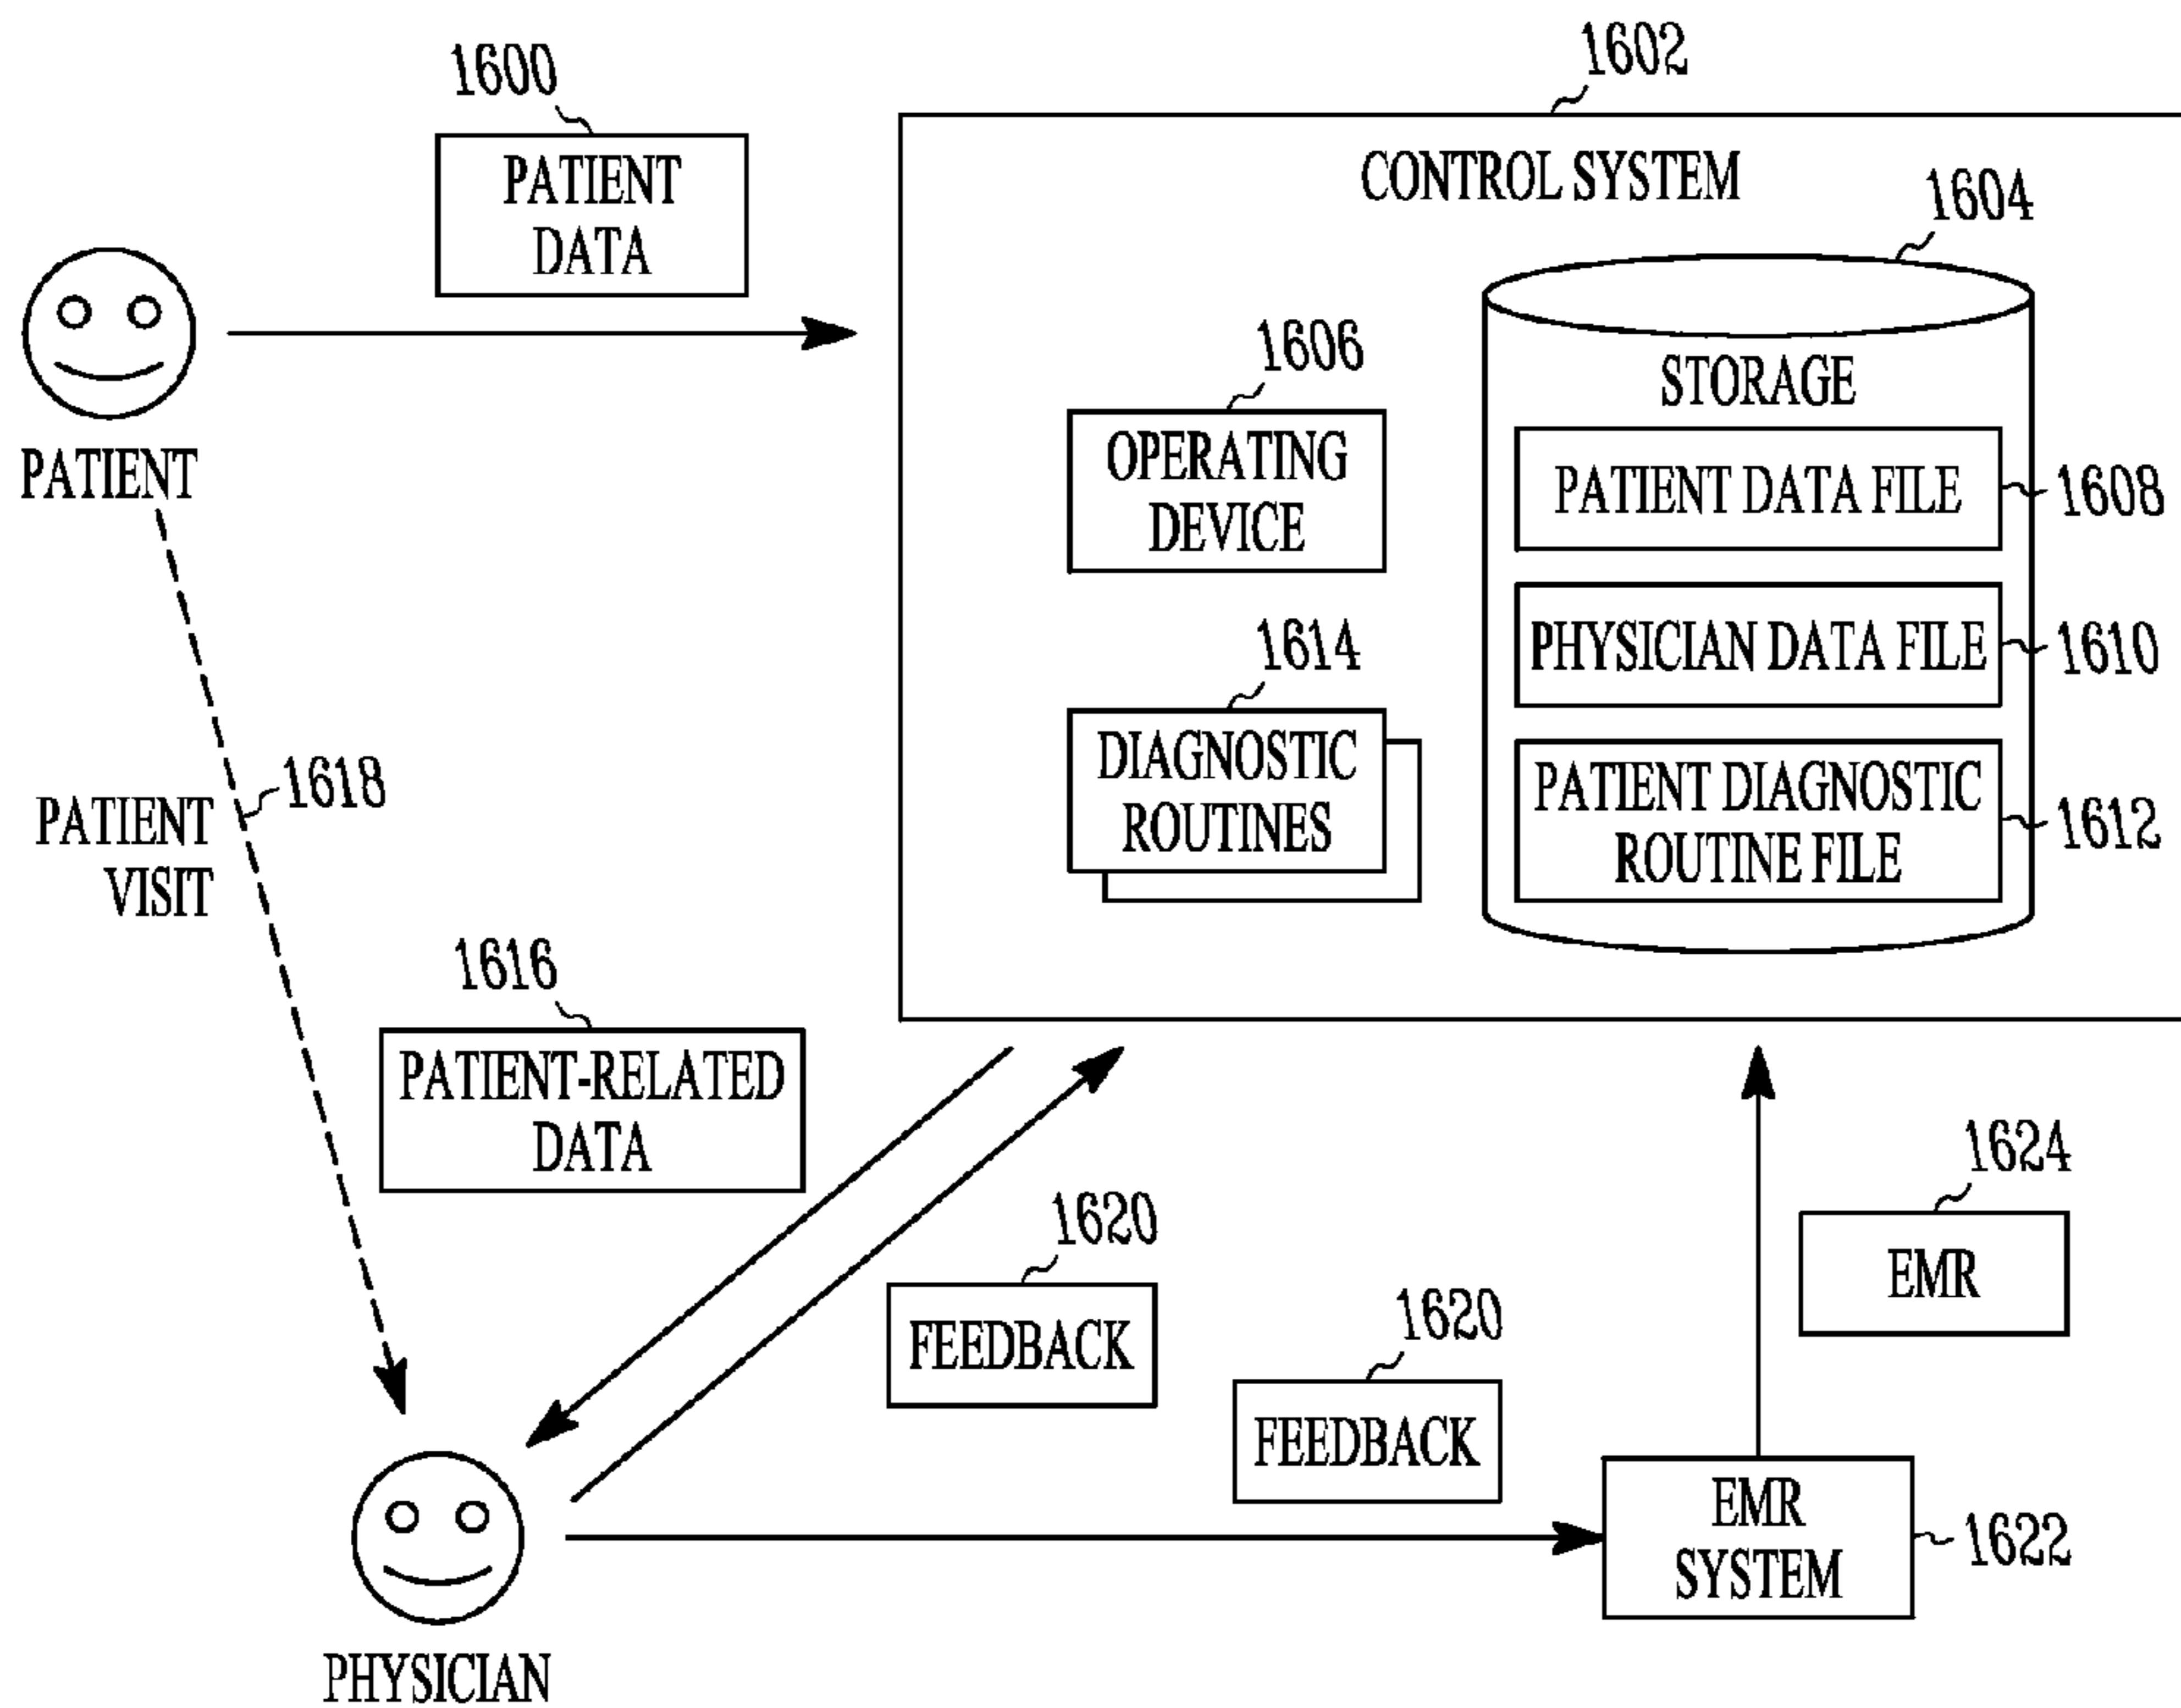 1600
PATIENT
DATA
PATIENT
1602
CONTROL SYSTEM
1604
STORAGE
1606
OPERATING
DEVICE
PATIENT DATA FILE
1608
PHYSICIAN DATA FILE
1610
1614
DIAGNOSTIC
ROUTINES
PATIENT DIAGNOSTIC
ROUTINE FILE
1612
PATIENT
VISIT
1618
1616
PATIENT-RELATED
DATA
1620
FEEDBACK
1620
FEEDBACK
1624
EMR
EMR
SYSTEM
1622
PHYSICIAN